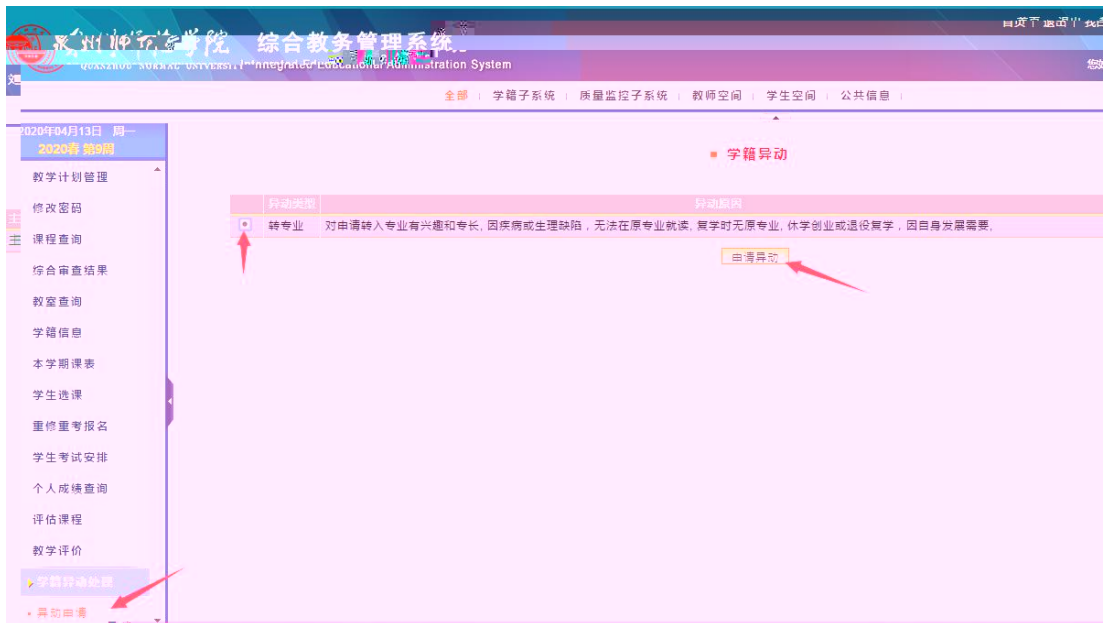 综合教务管理系统
全部 学籍子系统 质量监控子系统 教师空间 学生空间 公共信息
2020年04月13日 周一
2020春 第9周
学籍异动
教学计划管理
修改密码
课程查询
综合审查结果
教室查询
学籍信息
本学期课表
学生选课
重修重考报名
学生考试安排
个人成绩查询
评估课程
教学评价
学籍异动处理
异动申请
异动类型 异动原因
转专业 对申请转入专业有兴趣和专长, 因疾病或生理缺陷，无法在原专业就读, 复学时无原专业, 休学创业或退役复学，因自身发展需要,
申请异动